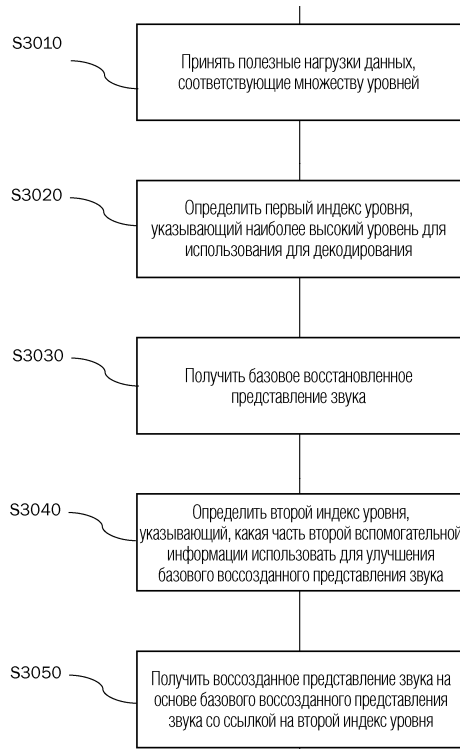 S3010
Принять полезные нагрузки данных,
соответствующие множеству уровней
S3020
Определить первый индекс уровня,
указывающий наиболее высокий уровень для
использования для декодирования
S3030
Получить базовое восстановленное
представление звука
S3040
Определить второй индекс уровня,
указывающий, какая часть второй вспомогательной
информации использовать для улучшения
базового воссозданного представления звука
S3050
Получить воссозданное представление звука на
основе базового воссозданного представления
звука со ссылкой на второй индекс уровня